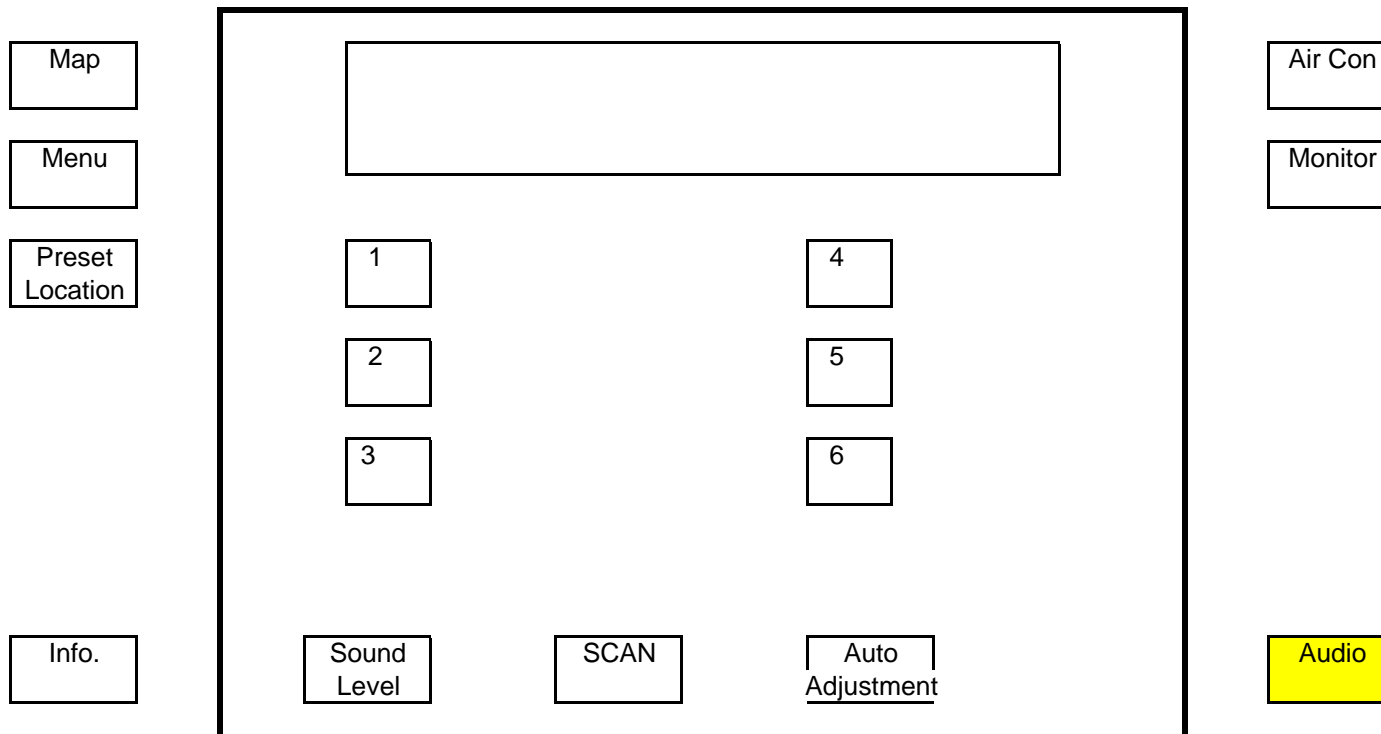 Map
Air Con
Menu
Monitor
Preset
Location
1
4
2
5
3
6
Info.
Sound
Level
SCAN
Auto
Adjustment
Audio